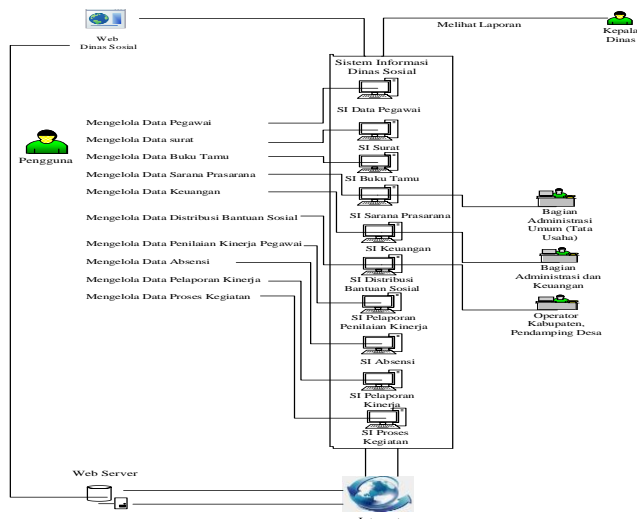 Web
Dinas Sosial
Melihat Laporan
Kepala
Dinas
Sistem Informasi
Dinas Sosial
SI Data Pegawai
Mengelola Data Pegawai
Mengelola Data surat
SI Surat
Pengguna
Mengelola Data Buku Tamu
SI Buku Tamu
Mengelola Data Sarana Prasarana
Mengelola Data Keuangan
SI Sarana Prasarana
Bagian
Administrasi
Umum (Tata
Usaha)
Mengelola Data Distribusi Bantuan Sosial
SI Keuangan
Mengelola Data Penilaian Kinerja Pegawai
Mengelola Data Absensi
Bagian
Administrasi dan
Keuangan
SI Distribusi
Bantuan Sosial
Mengelola Data Pelaporan Kinerja
Mengelola Data Proses Kegiatan
SI Pelaporan
Penilaian Kinerja
Operator
Kabupaten,
Pendamping Desa
SI Absensi
SI Pelaporan
Kinerja
SI Proses
Kegiatan
Web Server